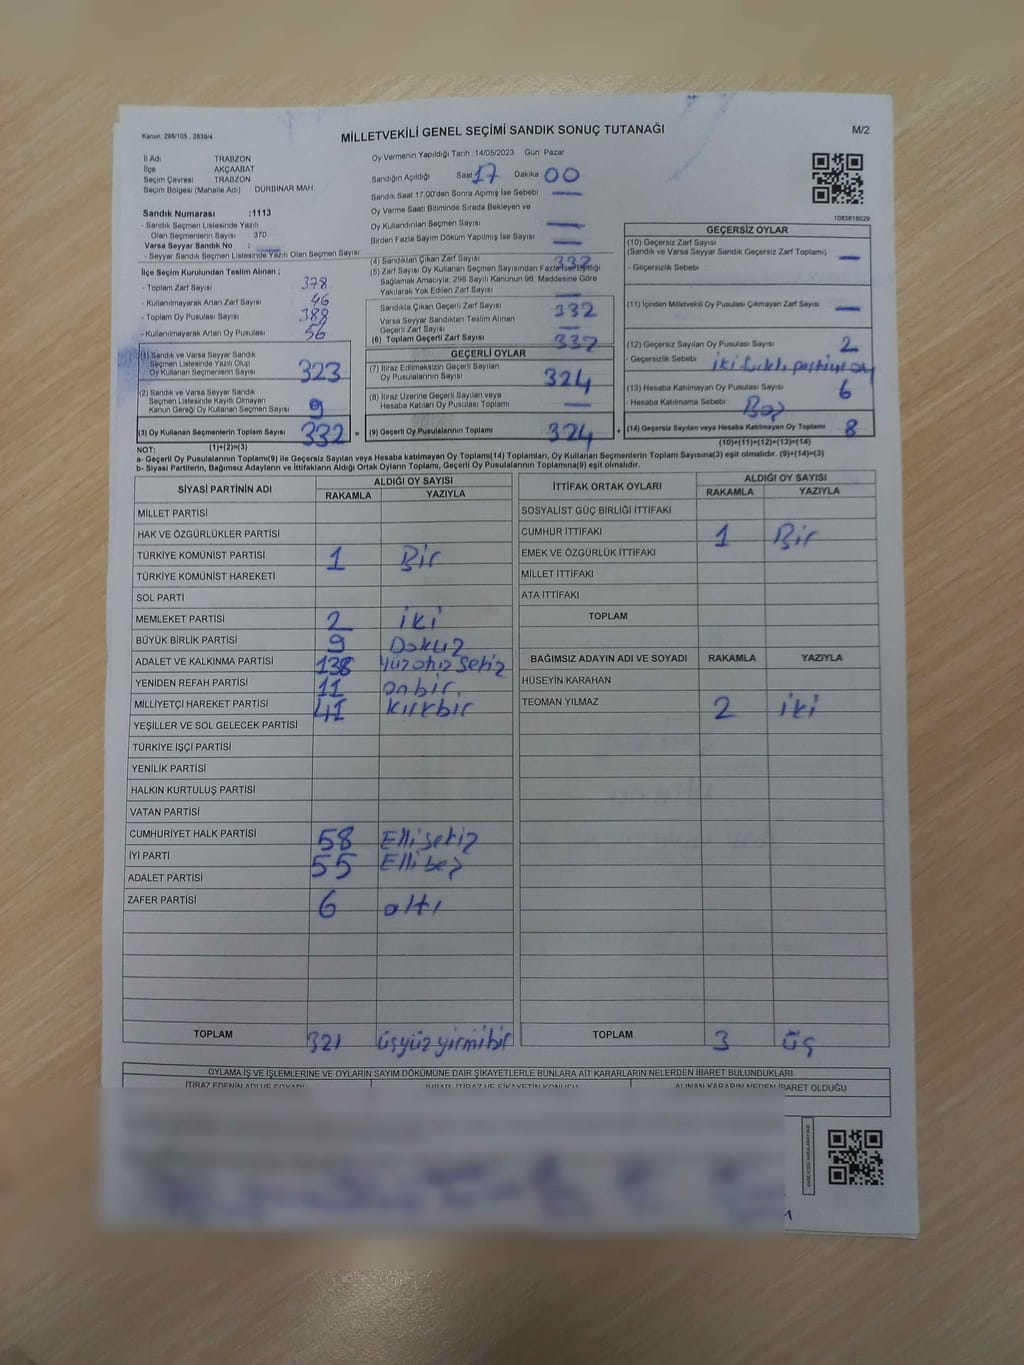 Kanun: 298/105 , 2839/4
MİLLETVEKİLİ GENEL SEÇİMİ SANDIK SONUÇ TUTANAĞI
M/2
İl Adı TRABZON
İlçe AKÇAABAT
Seçim Çevresi TRABZON
Seçim Bölgesi (Mahalle Adı) DÜRBİNAR MAH.
Sandık Numarası :1113
- Sandık Seçmen Listesinde Yazılı
Olan Seçmenlerin Sayısı 370
Varsa Seyyar Sandık No :
- Seyyar Sandık Seçmen Listesinde Yazılı Olan Seçmen Sayısı
İlçe Seçim Kurulundan Teslim Alınan ;
- Toplam Zarf Sayısı 378
- Kullanılmayarak Artan Zarf Sayısı 46
- Toplam Oy Pusulası Sayısı 388
- Kullanılmayarak Artan Oy Pusulası 56
(1) Sandık ve Varsa Seyyar Sandık
Seçmen Listesinde Yazılı Olup
Oy Kullanan Seçmenlerin Sayısı 323
(2) Sandık ve Varsa Seyyar Sandık
Seçmen Listesinde Kayıtlı Olmayan
Kanun Gereği Oy Kullanan Seçmen Sayısı 9
(3) Oy Kullanan Seçmenlerin Toplam Sayısı 332 =
(1)+(2)=(3)
Oy Vermenin Yapıldığı Tarih :14/05/2023 Gün: Pazar
Sandığın Açıldığı Saat 17 Dakika 00
Sandık Saat 17.00'den Sonra Açımış İse Sebebi —
Oy Verme Saati Bitiminde Sırada Bekleyen ve
Oy Kullandırılan Seçmen Sayısı —
Birden Fazla Sayım Döküm Yapılmış İse Sayısı —
(4) Sandıktan Çıkan Zarf Sayısı 332
(5) Zarf Sayısı Oy Kullanan Seçmen Sayısından Fazla İse Eşitliği
Sağlamak Amacıyla, 298 Sayılı Kanunun 98. Maddesine Göre
Yakılarak Yok Edilen Zarf Sayısı —
Sandıkta Çıkan Geçerli Zarf Sayısı 332
Varsa Seyyar Sandıktan Teslim Alınan
Geçerli Zarf Sayısı —
(6) Toplam Geçerli Zarf Sayısı 332
GEÇERLİ OYLAR
(7) İtiraz Edilmeksizin Geçerli Sayılan
Oy Pusulalarının Sayısı 324
(8) İtiraz Üzerine Geçerli Sayılan veya
Hesaba Katılan Oy Pusulası Toplamı —
(9) Geçerli Oy Pusulalarının Toplamı 324 +
1083818029
GEÇERSİZ OYLAR
(10) Geçersiz Zarf Sayısı
(Sandık ve Varsa Seyyar Sandık Geçersiz Zarf Toplamı) —
- Geçersizlik Sebebi
(11) İçinden Milletvekili Oy Pusulası Çıkmayan Zarf Sayısı —
(12) Geçersiz Sayılan Oy Pusulası Sayısı 2
- Geçersizlik Sebebi iki farklı partiye oy
(13) Hesaba Katılmayan Oy Pusulası Sayısı 6
- Hesaba Katılmama Sebebi Boş
(14) Geçersiz Sayılan veya Hesaba Katılmayan Oy Toplamı 8
(10)+(11)+(12)+(13)=(14)
NOT:
a- Geçerli Oy Pusulalarının Toplamı(9) ile Geçersiz Sayılan veya Hesaba katılmayan Oy Toplamı(14) Toplamları, Oy Kullanan Seçmenlerin Toplam Sayısına(3) eşit olmalıdır. (9)+(14)=(3)
b- Siyasi Partilerin, Bağımsız Adayların ve İttifakların Aldığı Ortak Oyların Toplamı, Geçerli Oy Pusulalarının Toplamına(9) eşit olmalıdır.
SİYASİ PARTİNİN ADI ALDIĞI OY SAYISI
RAKAMLA YAZIYLA
MİLLET PARTİSİ
HAK VE ÖZGÜRLÜKLER PARTİSİ
TÜRKİYE KOMÜNİST PARTİSİ 1 Bir
TÜRKİYE KOMÜNİST HAREKETİ
SOL PARTİ
MEMLEKET PARTİSİ 2 iki
BÜYÜK BİRLİK PARTİSİ 9 Dokuz
ADALET VE KALKINMA PARTİSİ 138 Yüzotuz sekiz
YENİDEN REFAH PARTİSİ 11 onbir.
MİLLİYETÇİ HAREKET PARTİSİ 41 kırkbir
YEŞİLLER VE SOL GELECEK PARTİSİ
TÜRKİYE İŞÇİ PARTİSİ
YENİLİK PARTİSİ
HALKIN KURTULUŞ PARTİSİ
VATAN PARTİSİ
CUMHURİYET HALK PARTİSİ 58 Ellisekiz
İYİ PARTİ 55 Ellibeş
ADALET PARTİSİ
ZAFER PARTİSİ 6 altı
TOPLAM 321 üçyüz yirmibir
İTTİFAK ORTAK OYLARI ALDIĞI OY SAYISI
RAKAMLA YAZIYLA
SOSYALİST GÜÇ BİRLİĞİ İTTİFAKI
CUMHUR İTTİFAKI 1 Bir
EMEK VE ÖZGÜRLÜK İTTİFAKI
MİLLET İTTİFAKI
ATA İTTİFAKI
TOPLAM
BAĞIMSIZ ADAYIN ADI VE SOYADI RAKAMLA YAZIYLA
HÜSEYİN KARAHAN
TEOMAN YILMAZ 2 iki
TOPLAM 3 üç
OYLAMA İŞ VE İŞLEMLERİNE VE OYLARIN SAYIM DÖKÜMÜNE DAİR ŞİKAYETLERLE BUNLARA AİT KARARLARIN NELERDEN İBARET BULUNDUKLARI
İTİRAZ EDENİN ADI VE SOYADI İHBAR, İTİRAZ VE ŞİKAYETİN KONUSU ALINAN KARARIN NEDEN İBARET OLDUĞU